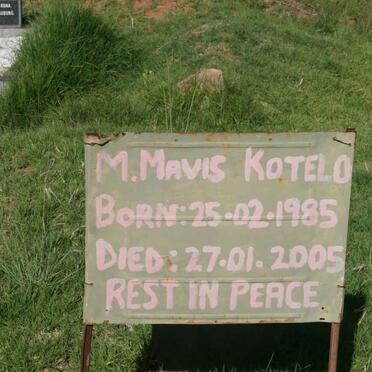 M. MAVIS KOTELO
BORN: 25.02.1985
DIED: 27.01.2005
REST IN PEACE